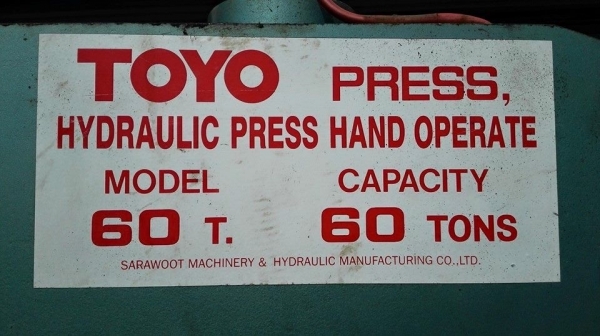 TOYO PRESS,
HYDRAULIC PRESS HAND OPERATE
MODEL CAPACITY
60 T. 60 TONS
SARAWOOT MACHINERY & HYDRAULIC MANUFACTURING CO.,LTD.